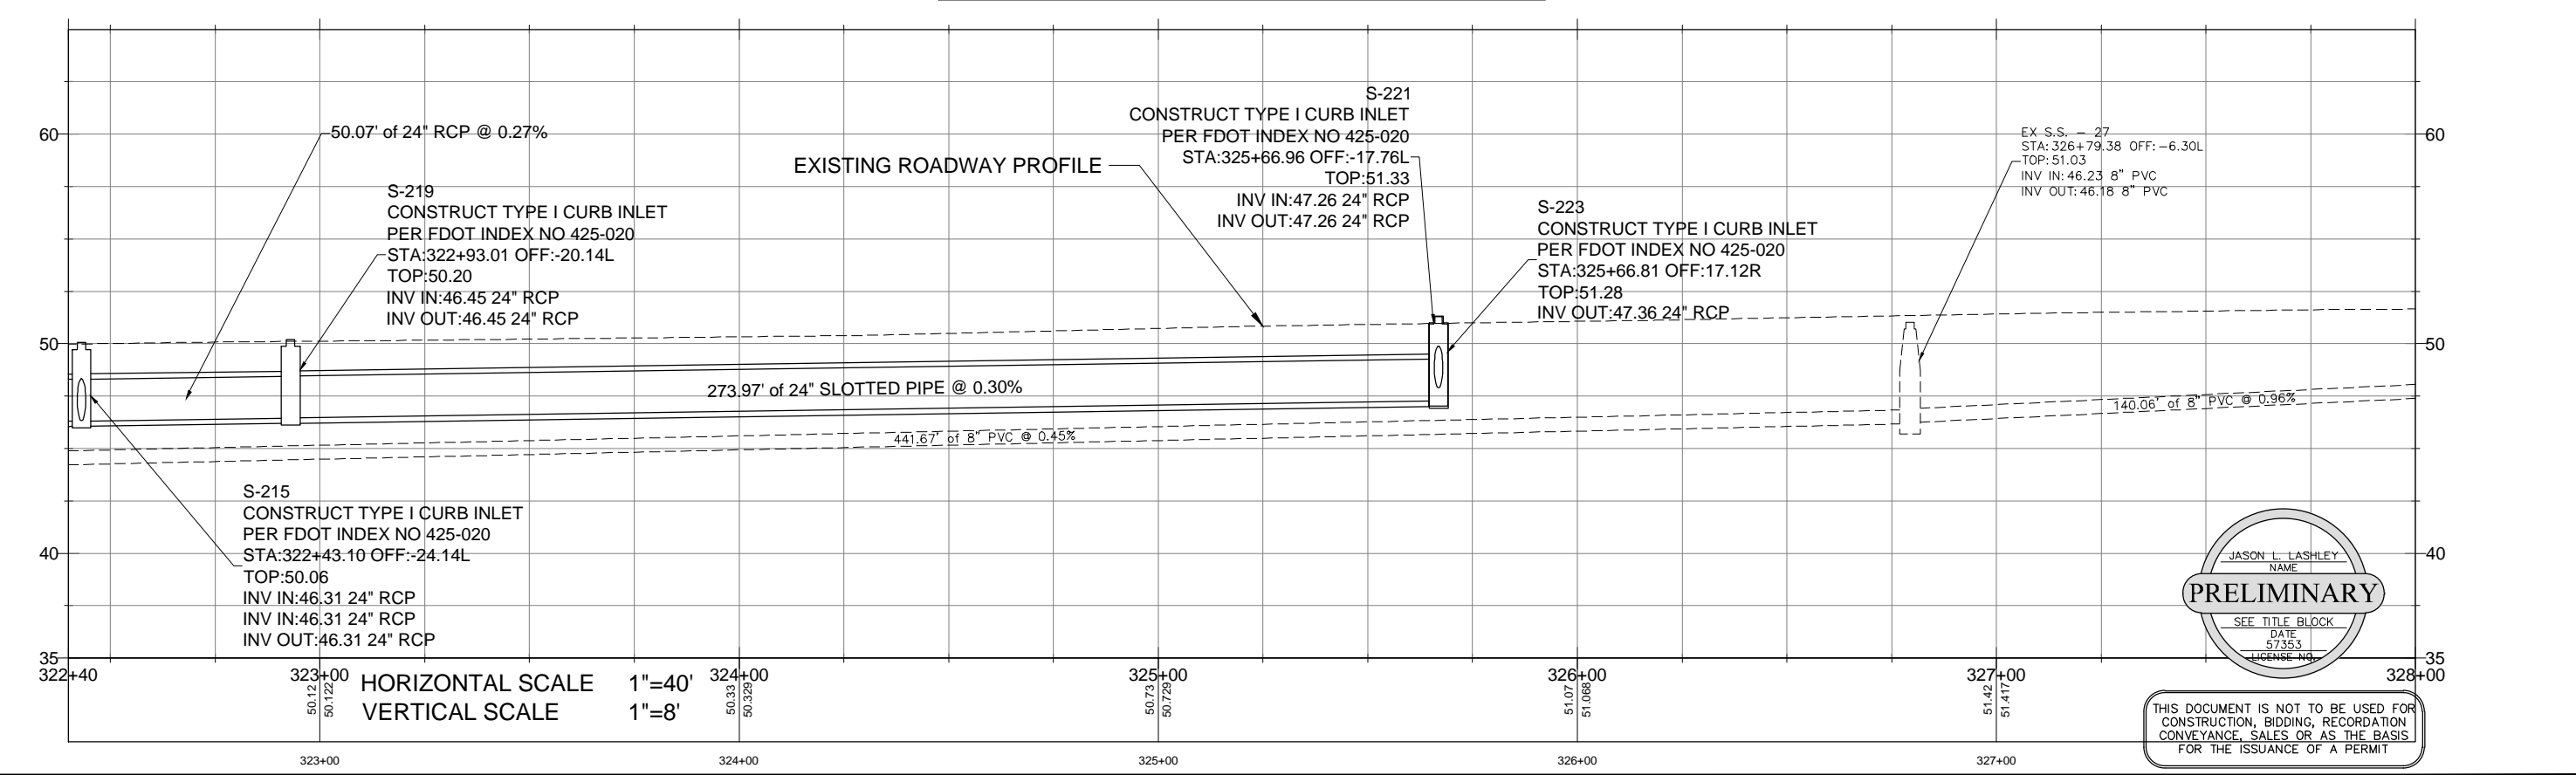 50.07' of 24" RCP @ 0.27%
S-219
CONSTRUCT TYPE I CURB INLET
PER FDOT INDEX NO 425-020
STA:322+93.01 OFF:-20.14L
TOP:50.20
INV IN:46.45 24" RCP
INV OUT:46.45 24" RCP
EXISTING ROADWAY PROFILE
S-221
CONSTRUCT TYPE I CURB INLET
PER FDOT INDEX NO 425-020
STA:325+66.96 OFF:-17.76L
TOP:51.33
INV IN:47.26 24" RCP
INV OUT:47.26 24" RCP
S-223
CONSTRUCT TYPE I CURB INLET
PER FDOT INDEX NO 425-020
STA:325+66.81 OFF:17.12R
TOP:51.28
INV OUT:47.36 24" RCP
EX S.S. - 27
STA: 326+79.38 OFF: -6.30L
TOP: 51.03
INV IN: 46.23 8" PVC
INV OUT: 46.18 8" PVC
60
60
50
50
40
40
35
35
273.97' of 24" SLOTTED PIPE @ 0.30%
441.67' of 8" PVC @ 0.45%
140.06' of 8" PVC @ 0.96%
S-215
CONSTRUCT TYPE I CURB INLET
PER FDOT INDEX NO 425-020
STA:322+43.10 OFF:-24.14L
TOP:50.06
INV IN:46.31 24" RCP
INV IN:46.31 24" RCP
INV OUT:46.31 24" RCP
JASON L. LASHLEY
NAME
PRELIMINARY
SEE TITLE BLOCK
DATE
57353
LICENSE NO.
322+40
323+00
324+00
325+00
326+00
327+00
328+00
50.12
50.122
50.33
50.329
50.73
50.729
51.07
51.068
51.42
51.417
HORIZONTAL SCALE 1"=40'
VERTICAL SCALE 1"=8'
THIS DOCUMENT IS NOT TO BE USED FOR
CONSTRUCTION, BIDDING, RECORDATION
CONVEYANCE, SALES OR AS THE BASIS
FOR THE ISSUANCE OF A PERMIT
323+00
324+00
325+00
326+00
327+00